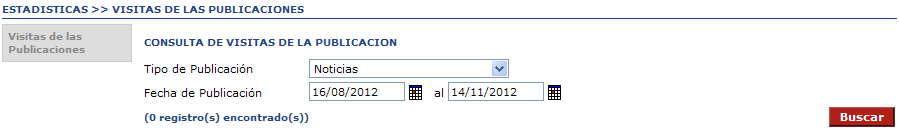 ESTADISTICAS >> VISITAS DE LAS PUBLICACIONES
Visitas de las
Publicaciones
CONSULTA DE VISITAS DE LA PUBLICACION
Tipo de Publicación Noticias
Fecha de Publicación 16/08/2012 al 14/11/2012
(0 registro(s) encontrado(s)) Buscar